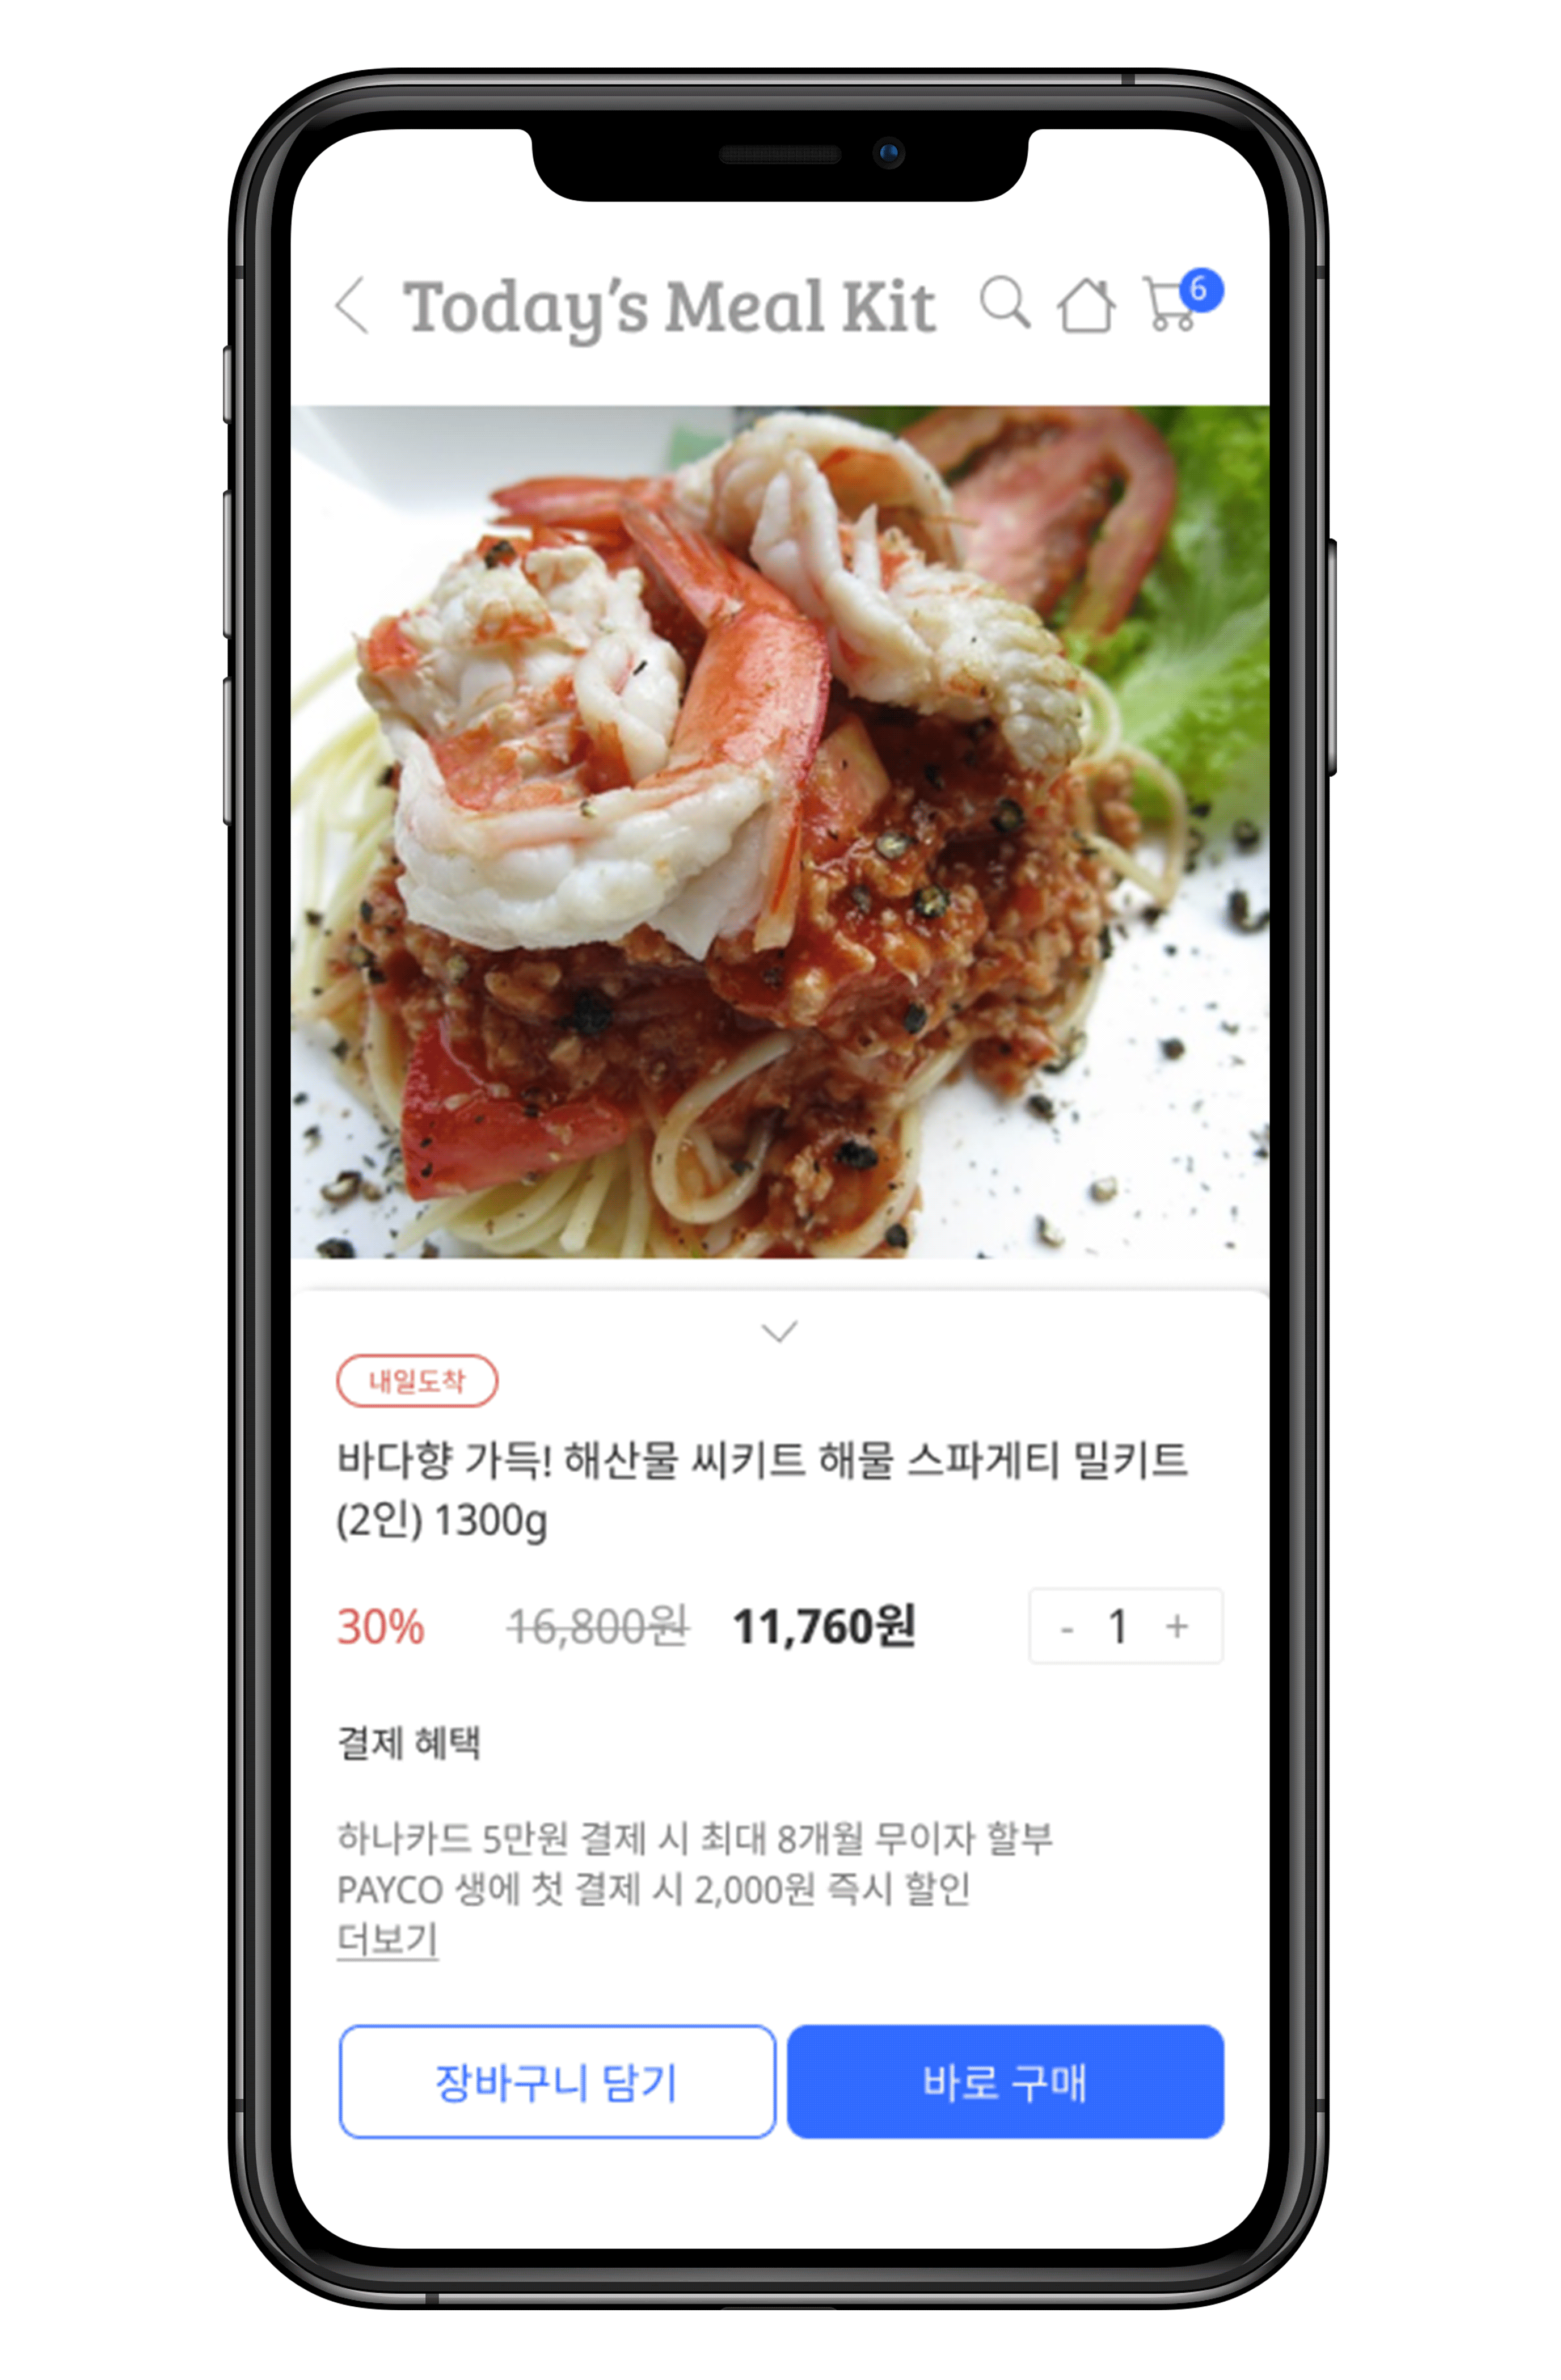 Today's Meal Kit
6
내일도착
바다향 가득! 해산물 씨키트 해물 스파게티 밀키트
(2인) 1300g
30% 16,800원 11,760원 - 1 +
결제 혜택
하나카드 5만원 결제 시 최대 8개월 무이자 할부
PAYCO 생에 첫 결제 시 2,000원 즉시 할인
더보기
장바구니 담기 바로 구매